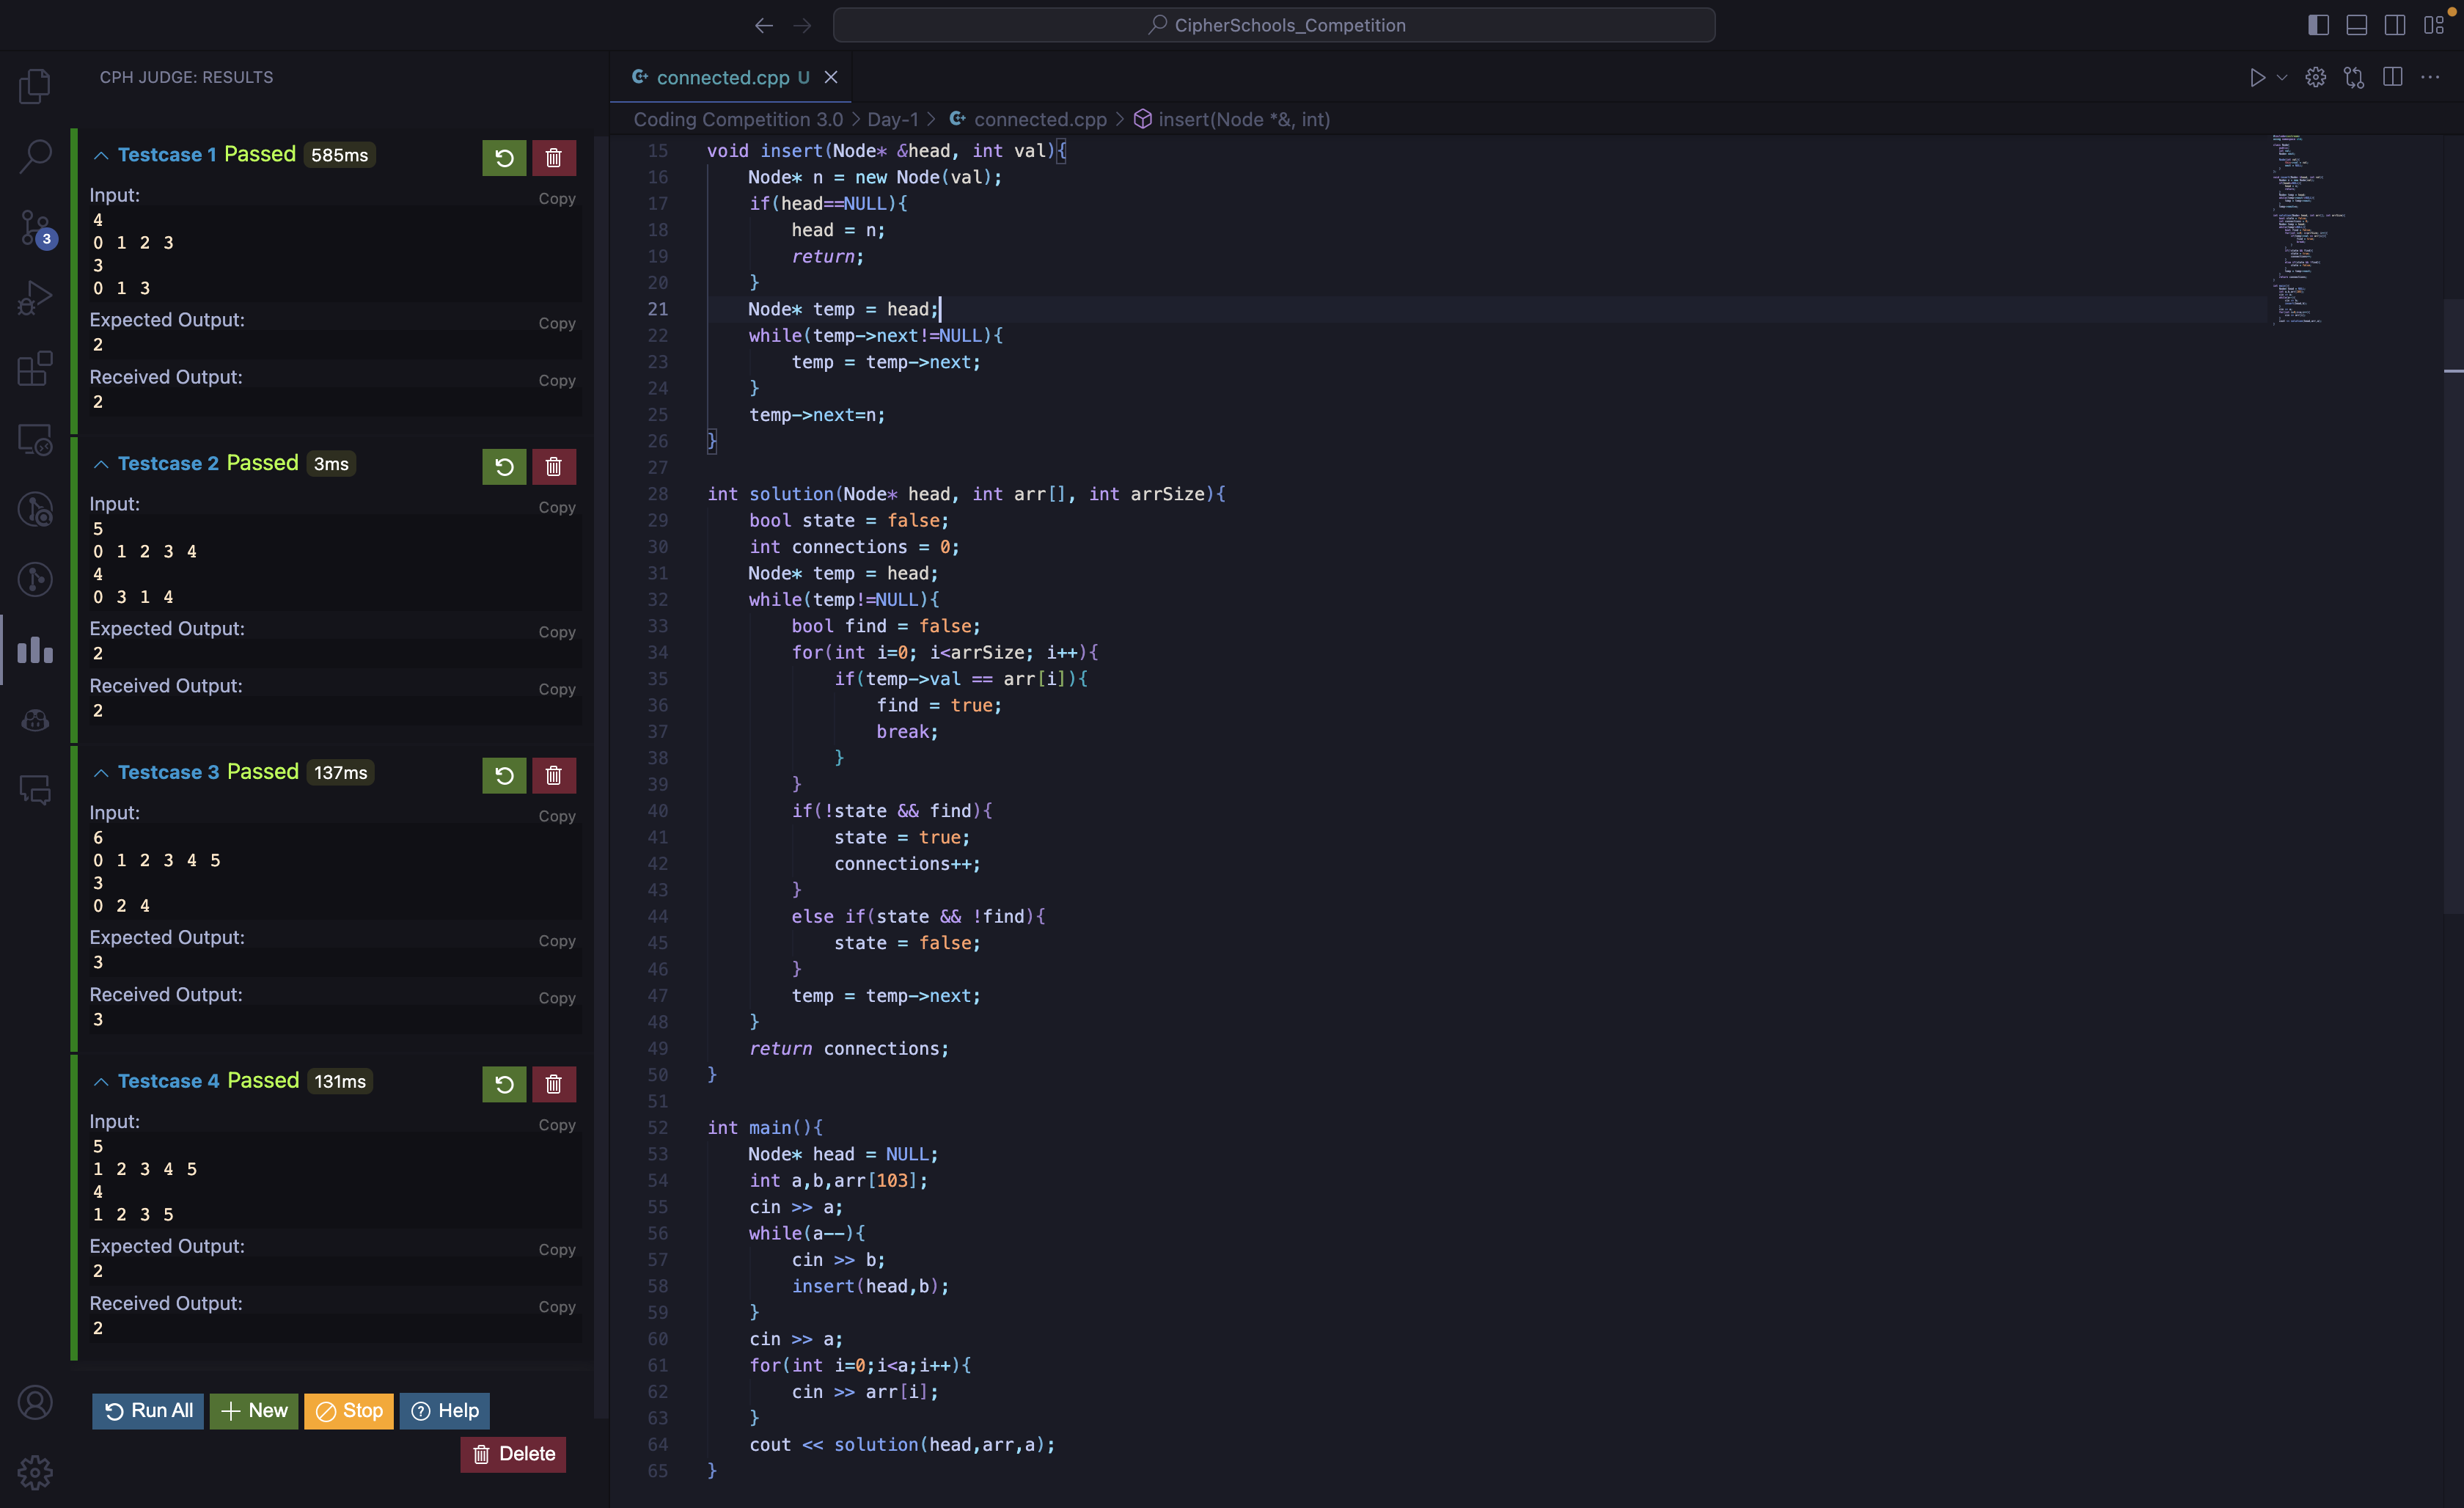 CipherSchools_Competition
CPH JUDGE: RESULTS
3
Testcase 1 Passed 585ms
Input:
Copy
4
0 1 2 3
3
0 1 3
Expected Output:
Copy
2
Received Output:
Copy
2
Testcase 2 Passed 3ms
Input:
Copy
5
0 1 2 3 4
4
0 3 1 4
Expected Output:
Copy
2
Received Output:
Copy
2
Testcase 3 Passed 137ms
Input:
Copy
6
0 1 2 3 4 5
3
0 2 4
Expected Output:
Copy
3
Received Output:
Copy
3
Testcase 4 Passed 131ms
Input:
Copy
5
1 2 3 4 5
4
1 2 3 5
Expected Output:
Copy
2
Received Output:
Copy
2
Run All
New
Stop
Help
Delete
connected.cpp U
Coding Competition 3.0 > Day-1 > connected.cpp > insert(Node *&, int)
15 void insert(Node* &head, int val){
16     Node* n = new Node(val);
17     if(head==NULL){
18         head = n;
19         return;
20     }
21     Node* temp = head;
22     while(temp->next!=NULL){
23         temp = temp->next;
24     }
25     temp->next=n;
26 }
27
28 int solution(Node* head, int arr[], int arrSize){
29     bool state = false;
30     int connections = 0;
31     Node* temp = head;
32     while(temp!=NULL){
33         bool find = false;
34         for(int i=0; i<arrSize; i++){
35             if(temp->val == arr[i]){
36                 find = true;
37                 break;
38             }
39         }
40         if(!state && find){
41             state = true;
42             connections++;
43         }
44         else if(state && !find){
45             state = false;
46         }
47         temp = temp->next;
48     }
49     return connections;
50 }
51
52 int main(){
53     Node* head = NULL;
54     int a,b,arr[103];
55     cin >> a;
56     while(a--){
57         cin >> b;
58         insert(head,b);
59     }
60     cin >> a;
61     for(int i=0;i<a;i++){
62         cin >> arr[i];
63     }
64     cout << solution(head,arr,a);
65 }